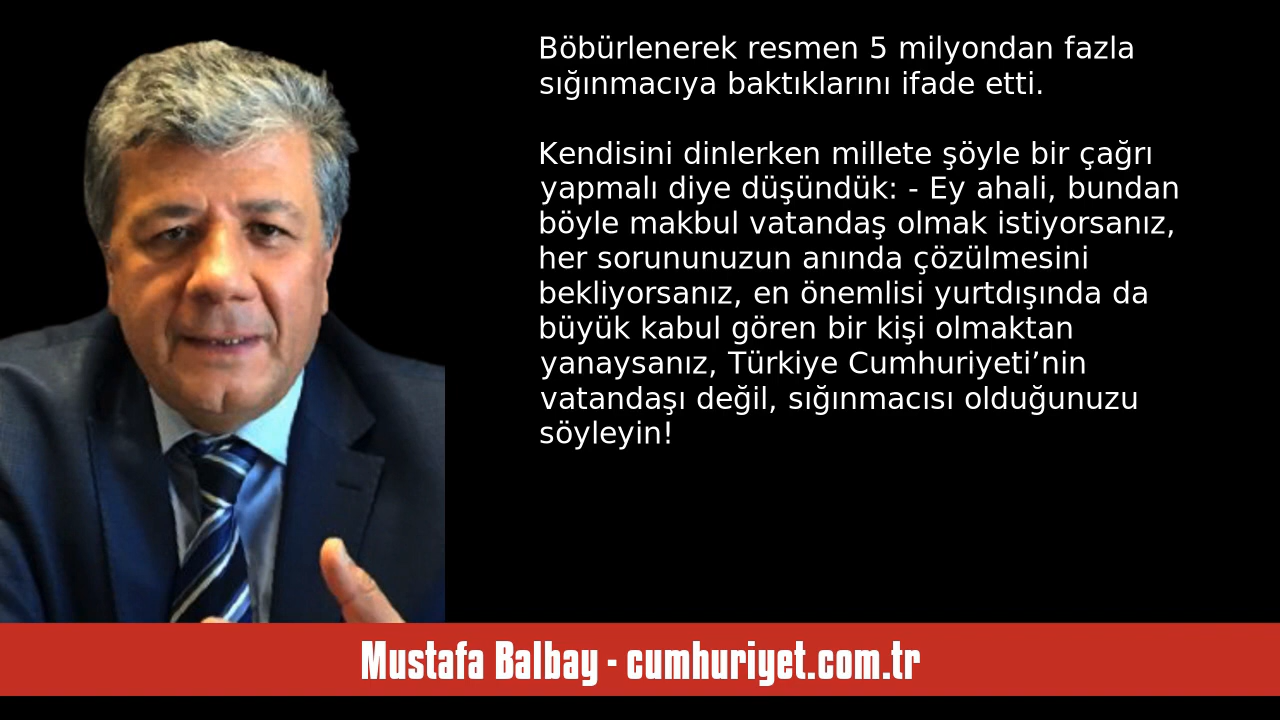 Böbürlenerek resmen 5 milyondan fazla
sığınmacıya baktıklarını ifade etti.
Kendisini dinlerken millete şöyle bir çağrı
yapmalı diye düşündük: - Ey ahali, bundan
böyle makbul vatandaş olmak istiyorsanız,
her sorununuzun anında çözülmesini
bekliyorsanız, en önemlisi yurtdışında da
büyük kabul gören bir kişi olmaktan
yanaysanız, Türkiye Cumhuriyeti’nin
vatandaşı değil, sığınmacısı olduğunuzu
söyleyin!
Mustafa Balbay - cumhuriyet.com.tr